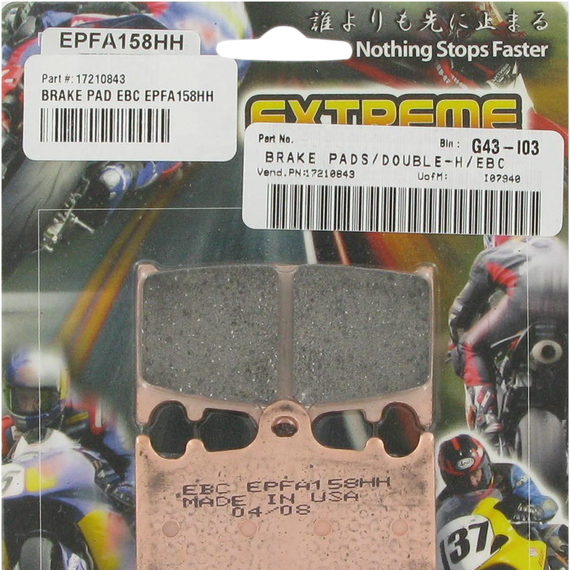 誰よりも先に止まる
EPFA158HH
Nothing Stops Faster
Part #: 17210843
BRAKE PAD EBC EPFA158HH
EXTREME
Part No.
Bin : G43-I03
BRAKE PADS/DOUBLE-H/EBC
Vend.PN:17210843 UofM: I07940
EBC EPFA158HH
MADE IN USA
04/08
137